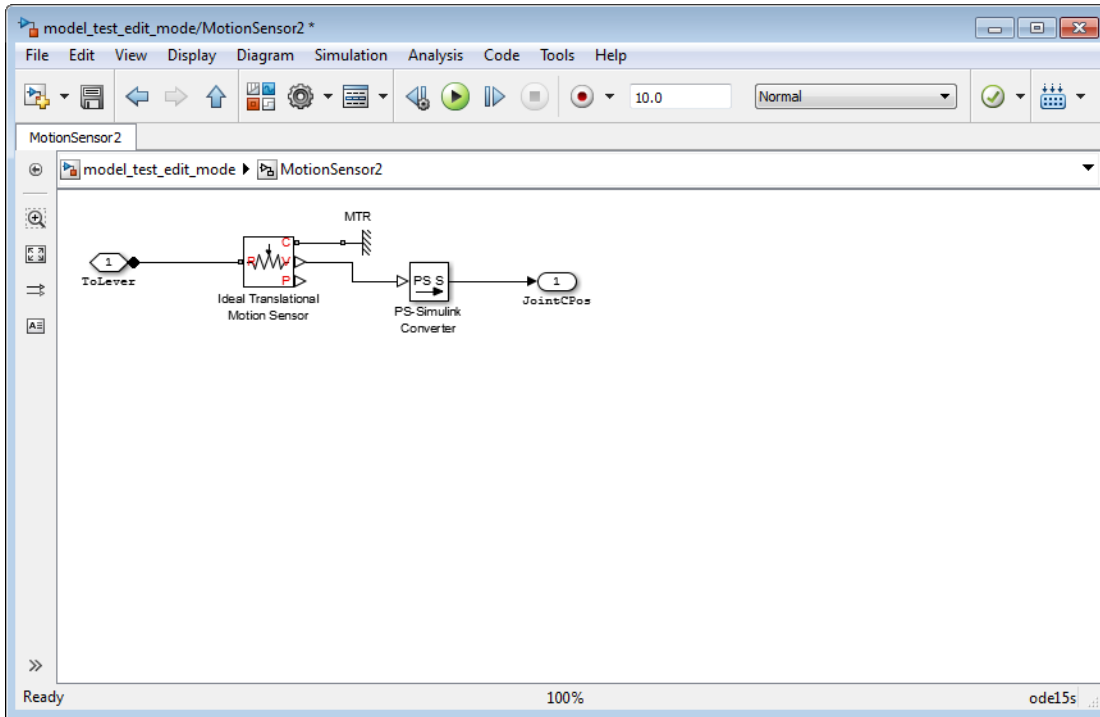 model_test_edit_mode/MotionSensor2 *
File Edit View Display Diagram Simulation Analysis Code Tools Help
10.0 Normal
MotionSensor2
model_test_edit_mode MotionSensor2
MTR
C
1 R V
ToLever P PS S 1
Ideal Translational JointCPos
Motion Sensor PS-Simulink
Converter
Ready 100% ode15s